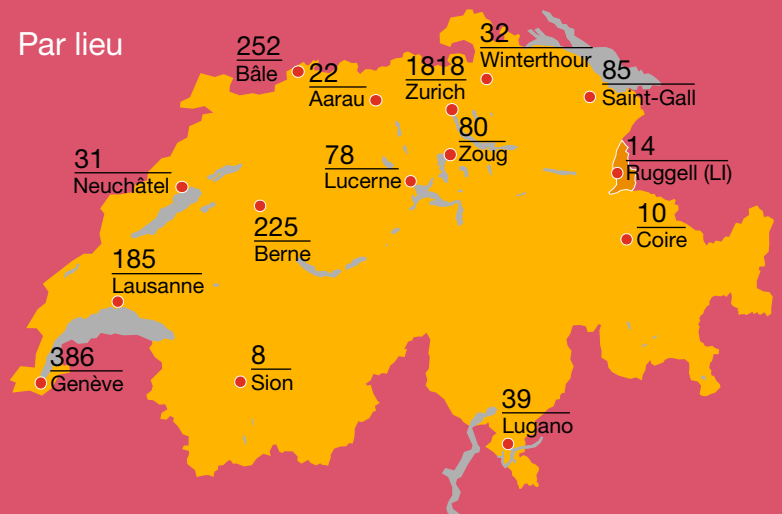 Par lieu
32
Winterthour
252
Bâle
22
Aarau
1818
Zurich
85
Saint-Gall
80
Zoug
78
Lucerne
14
Ruggell (LI)
31
Neuchâtel
10
Coire
225
Berne
185
Lausanne
386
Genève
8
Sion
39
Lugano